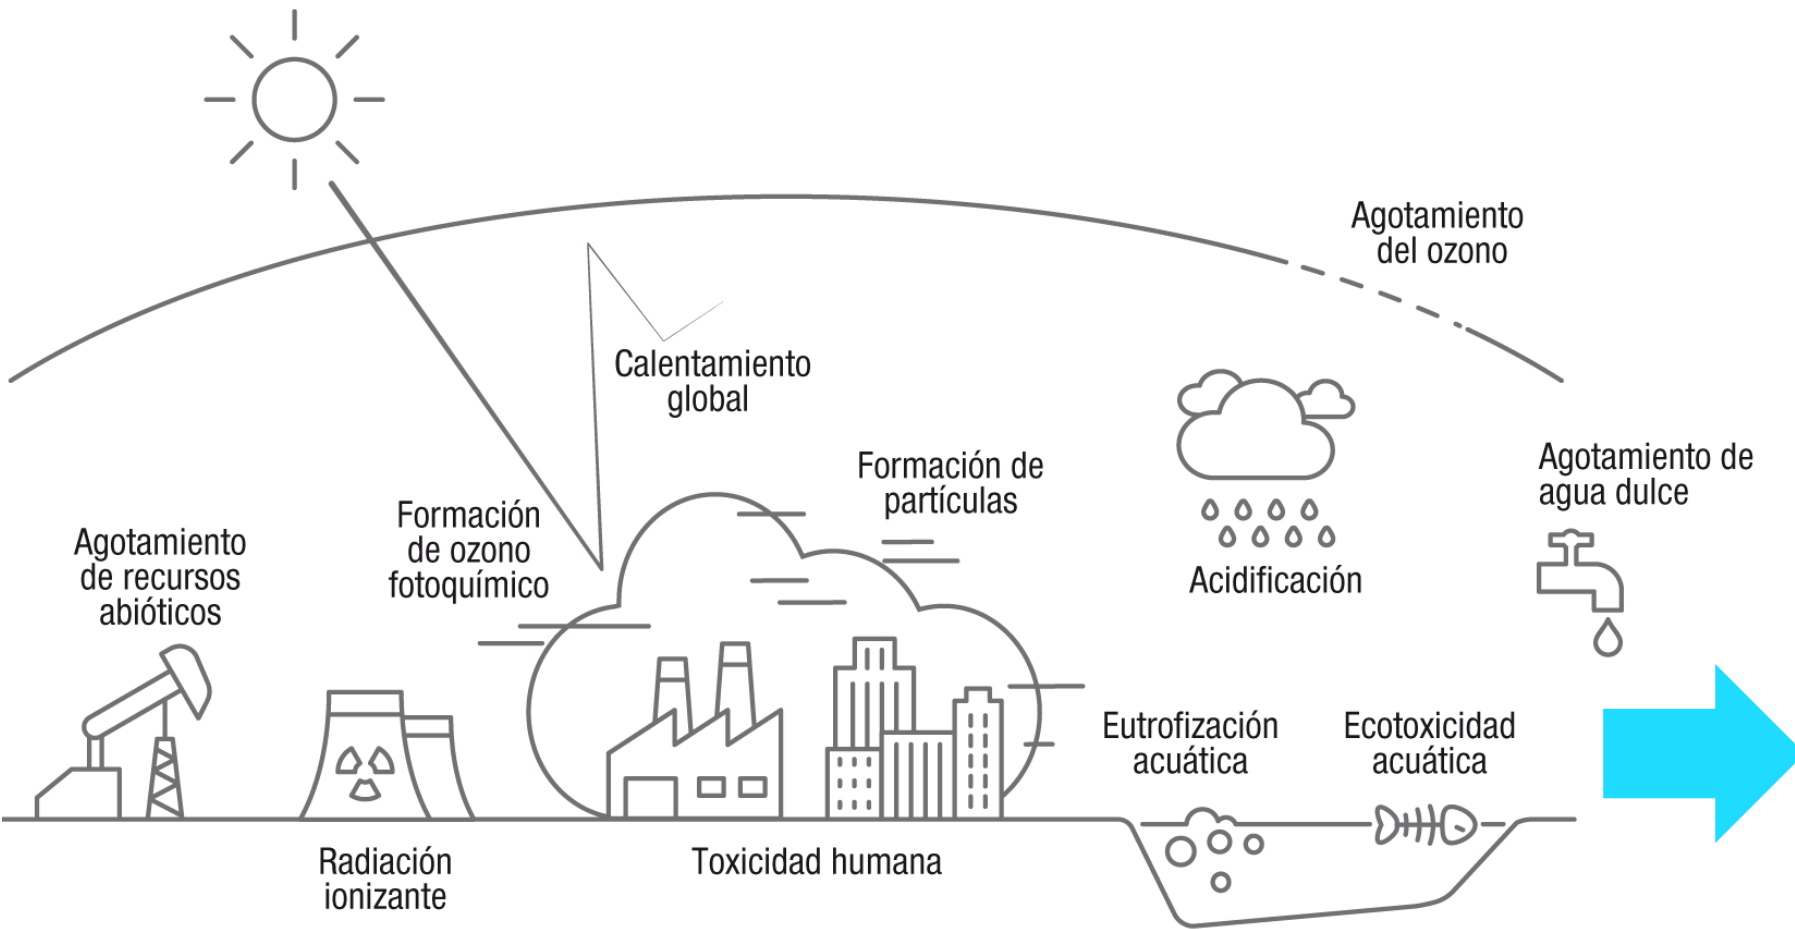 Agotamiento
del ozono
Calentamiento
global
Formación de
partículas
Agotamiento de
agua dulce
Formación
de ozono
fotoquímico
Agotamiento
de recursos
abióticos
Acidificación
Eutrofización
acuática
Ecotoxicidad
acuática
Radiación
ionizante
Toxicidad humana